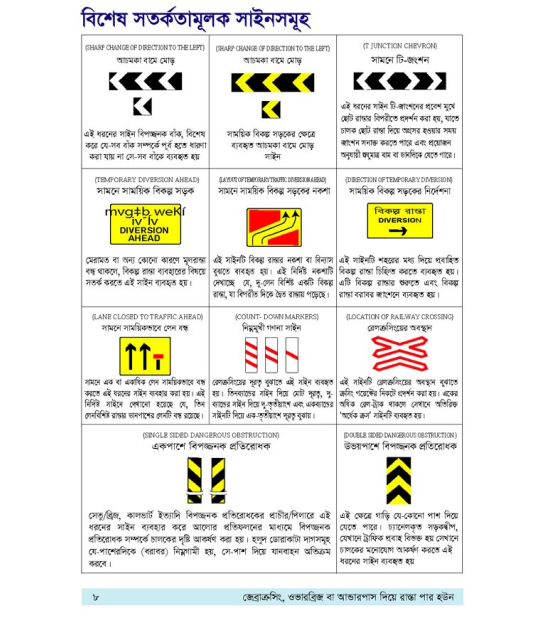 বিশেষ সতর্কতামূলক সাইনসমূহ
(SHARP CHANGE OF DIRECTION TO THE LEFT)
আচমকা বামে মোড়
এই ধরনের সাইন বিপজ্জনক বাঁক, বিশেষ
করে যে-সব বাঁক সম্পর্কে পূর্ব হতে ধারণা
করা যায় না সে-সব বাঁকে ব্যবহৃত হয়
(SHARP CHANGE OF DIRECTION TO THE LEFT)
আচমকা বামে মোড়
সাময়িক বিকল্প সড়কের ক্ষেত্রে
ব্যবহৃত আচমকা বামে মোড়
সাইন
(T JUNCTION CHEVRON)
সামনে টি-জংশন
এই ধরনের সাইন টি-জংশনের প্রবেশ মুখে
ছোট রাস্তার বিপরীতে প্রদর্শন করা হয়, যাতে
চালক ছোট রাস্তা দিয়ে অগ্রসর হওয়ার সময়
জংশন সনাক্ত করতে পারে এবং প্রয়োজন
অনুযায়ী শুধুমাত্র বাম বা ডানদিকে যেতে পারে।
(TEMPORARY DIVERSION AHEAD)
সামনে সাময়িক বিকল্প সড়ক
mvg‡b weKí
iv¯Ív
DIVERSION
AHEAD
মেরামত বা অন্য কোনো কারণে মূলরাস্তা
বন্ধ থাকলে, বিকল্প রাস্তা ব্যবহারের বিষয়ে
সতর্ক করতে এই সাইন ব্যবহৃত হয়।
(LAYOUT OF TEMPORARY TRAFFIC DIVERSION AHEAD)
সামনে সাময়িক বিকল্প সড়কের নকশা
এই সাইনটি বিকল্প রাস্তার নকশা বা বিন্যাস
বুঝতে ব্যবহৃত হয়। এই নির্দিষ্ট নকশাটি
দেখাচ্ছে যে, দু-লেন বিশিষ্ট একটি বিকল্প
রাস্তা, যা বিপরীত দিকে দ্বৈত রাস্তায় পড়েছে।
(DIRECTION OF TEMPORARY DIVERSION)
সাময়িক বিকল্প সড়কের নির্দেশনা
বিকল্প রাস্তা
DIVERSION
এই সাইনটি শহরের মধ্য দিয়ে প্রবাহিত
বিকল্প রাস্তা চিহ্নিত করতে ব্যবহৃত হয়।
এটি বিকল্প রাস্তার শুরুতে এবং বিকল্প
রাস্তা বরাবর জংশনে ব্যবহৃত হয়।
(LANE CLOSED TO TRAFFIC AHEAD)
সামনে সাময়িকভাবে লেন বন্ধ
সামনে এক বা একাধিক লেন সাময়িকভাবে বন্ধ
করতে এই ধরনের সাইন ব্যবহার করা হয়। এই
নির্দিষ্ট সাইনে দেখানো হয়েছে যে, তিন
লেনবিশিষ্ট রাস্তার ডানপাশের লেনটি বন্ধ রয়েছে।
(COUNT- DOWN MARKERS)
নিম্নমুখী গণনা সাইন
রেলক্রসিংয়ের দূরত্ব বুঝাতে এই সাইন ব্যবহৃত
হয়। তিনব্যান্ডের সাইন দিয়ে মোট দূরত্ব, দু-
ব্যান্ডের সাইন দিয়ে দু-তৃতীয়াংশ এবং একব্যান্ডের
সাইনটি দিয়ে এক-তৃতীয়াংশ দূরত্ব বুঝায়।
(LOCATION OF RAILWAY CROSSING)
রেলক্রসিংয়ের অবস্থান
এই সাইনটি রেলক্রসিংয়ের অবস্থান বুঝাতে
ক্রসিং পয়েন্টের নিকটে প্রদর্শন করা হয়। একের
অধিক রেল-ট্রাক থাকলে সেখানে অতিরিক্ত
'অর্ধেক ক্রস' সাইনটি ব্যবহৃত হয়।
(SINGLE SIDED DANGEROUS OBSTRUCTION)
একপাশে বিপজ্জনক প্রতিরোধক
সেতু/ব্রিজ, কালভার্ট ইত্যাদি বিপজ্জনক প্রতিরোধকের প্রাচীর/পিলারে এই
ধরনের সাইন ব্যবহার করে আলোর প্রতিফলনের মাধ্যমে বিপজ্জনক
প্রতিরোধক সম্পর্কে চালকের দৃষ্টি আকর্ষণ করা হয়। হলুদ ডোরাকাটা দাগসমূহ
যে-পাশেরদিকে (বরাবর) নিম্নগামী হয়, সে-পাশ দিয়ে যানবাহন অতিক্রম
করবে।
(DOUBLE SIDED DANGEROUS OBSTRUCTION)
উভয়পাশে বিপজ্জনক প্রতিরোধক
এই ক্ষেত্রে গাড়ি যে-কোনো পাশ দিয়ে
যেতে পারে। চ্যানেলকৃত সড়কদ্বীপ,
যেখানে ট্রাফিক প্রবাহ বিভক্ত হয় সেখানে
চালকের মনোযোগ আকর্ষণ করতে এই
ধরনের সাইন ব্যবহৃত হয়
৮
জেব্রাক্রসিং, ওভারব্রিজ বা আন্ডারপাস দিয়ে রাস্তা পার হউন